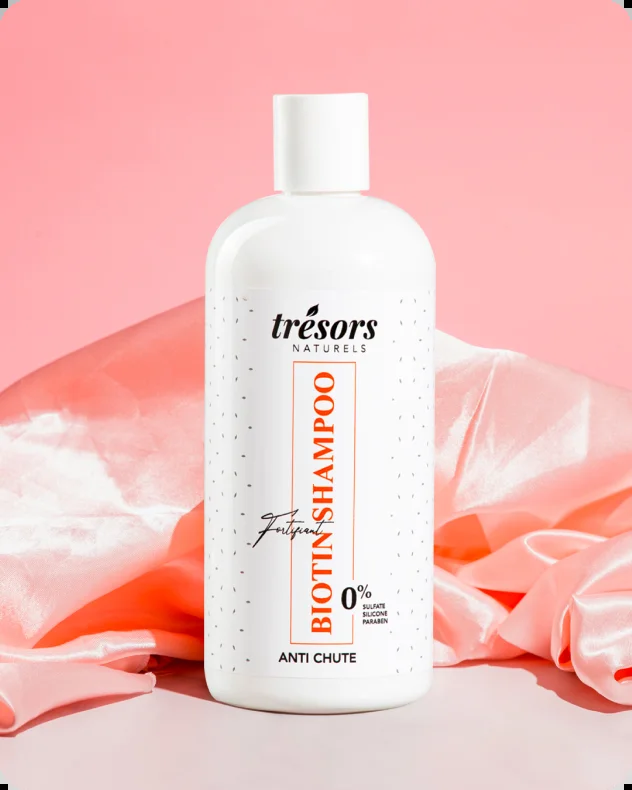 trésors
NATURELS
BIOTIN SHAMPOO
Fortifiant
0%
SULFATE
SILICONE
PARABEN
ANTI CHUTE